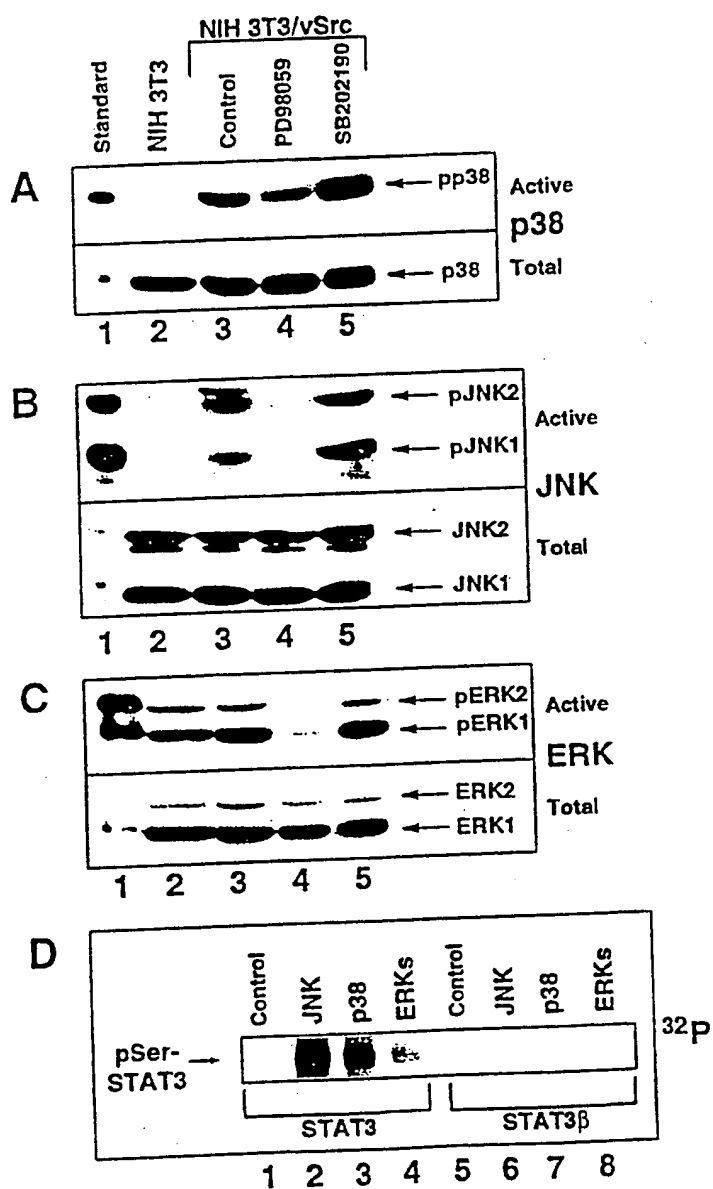 NIH 3T3/vSrc
Standard
NIH 3T3
Control
PD98059
SB202190
A
pp38
Active
p38
p38
Total
1 2 3 4 5
B
pJNK2
Active
pJNK1
JNK
JNK2
Total
JNK1
1 2 3 4 5
C
pERK2
Active
pERK1
ERK
ERK2
Total
ERK1
1 2 3 4 5
D
Control
JNK
p38
ERKs
Control
JNK
p38
ERKs
32P
pSer-
STAT3
STAT3
STAT3β
1 2 3 4 5 6 7 8